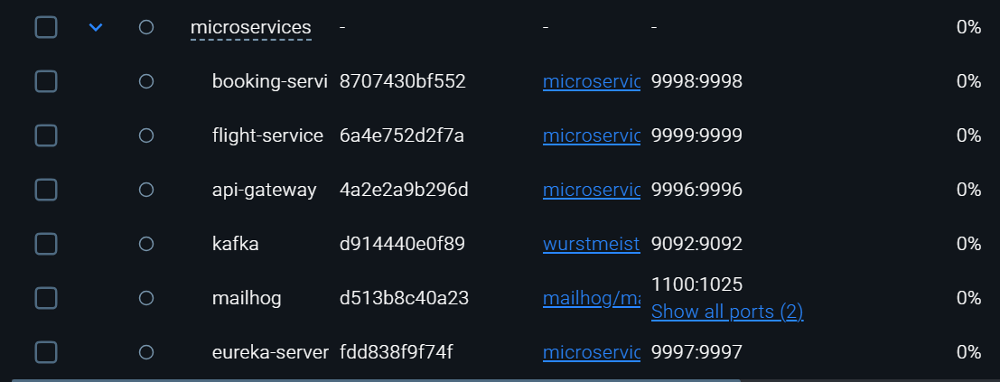 microservices - - - 0%
booking-servi 8707430bf552 microservic 9998:9998 0%
flight-service 6a4e752d2f7a microservic 9999:9999 0%
api-gateway 4a2e2a9b296d microservic 9996:9996 0%
kafka d914440e0f89 wurstmeist 9092:9092 0%
mailhog d513b8c40a23 mailhog/ma 1100:1025 0%
Show all ports (2)
eureka-server fdd838f9f74f microservic 9997:9997 0%